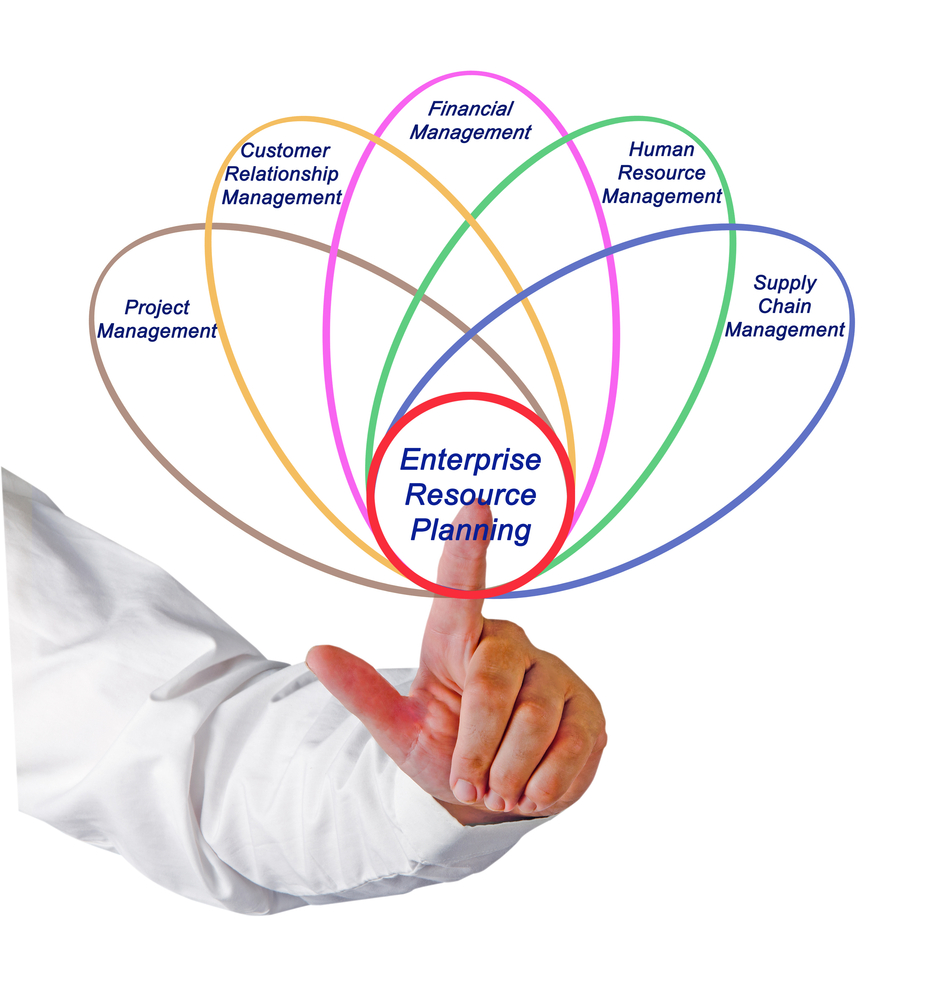 Financial
Management
Customer
Relationship
Management
Human
Resource
Management
Project
Management
Supply
Chain
Management
Enterprise
Resource
Planning